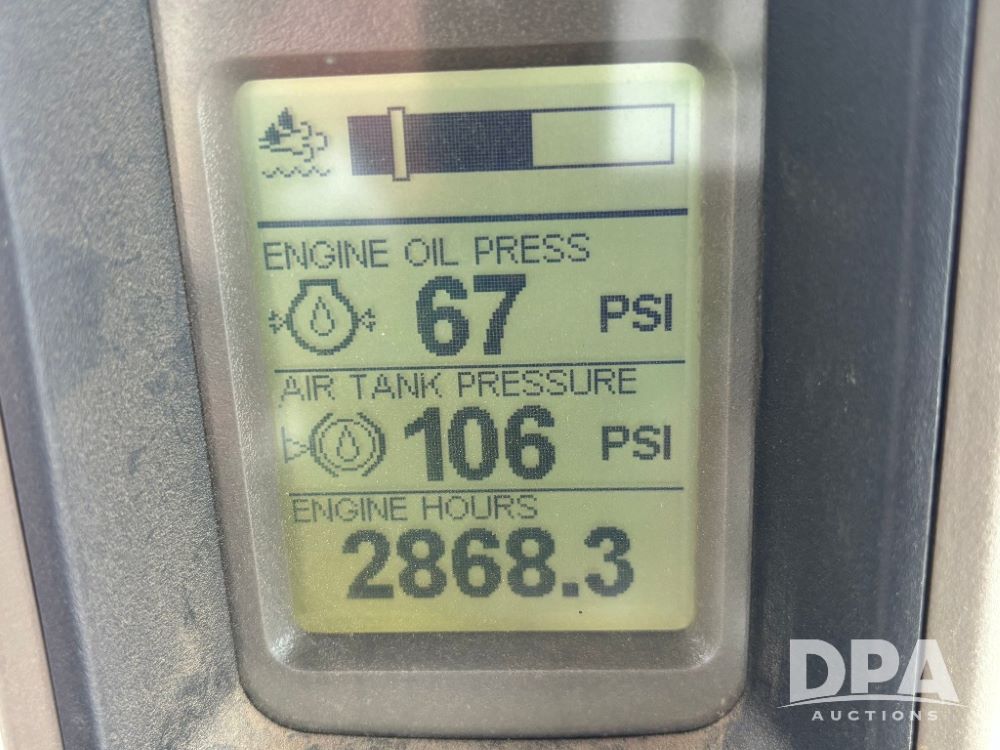 ENGINE OIL PRESS
67 PSI
AIR TANK PRESSURE
106 PSI
ENGINE HOURS
2868.3
DPA
AUCTIONS